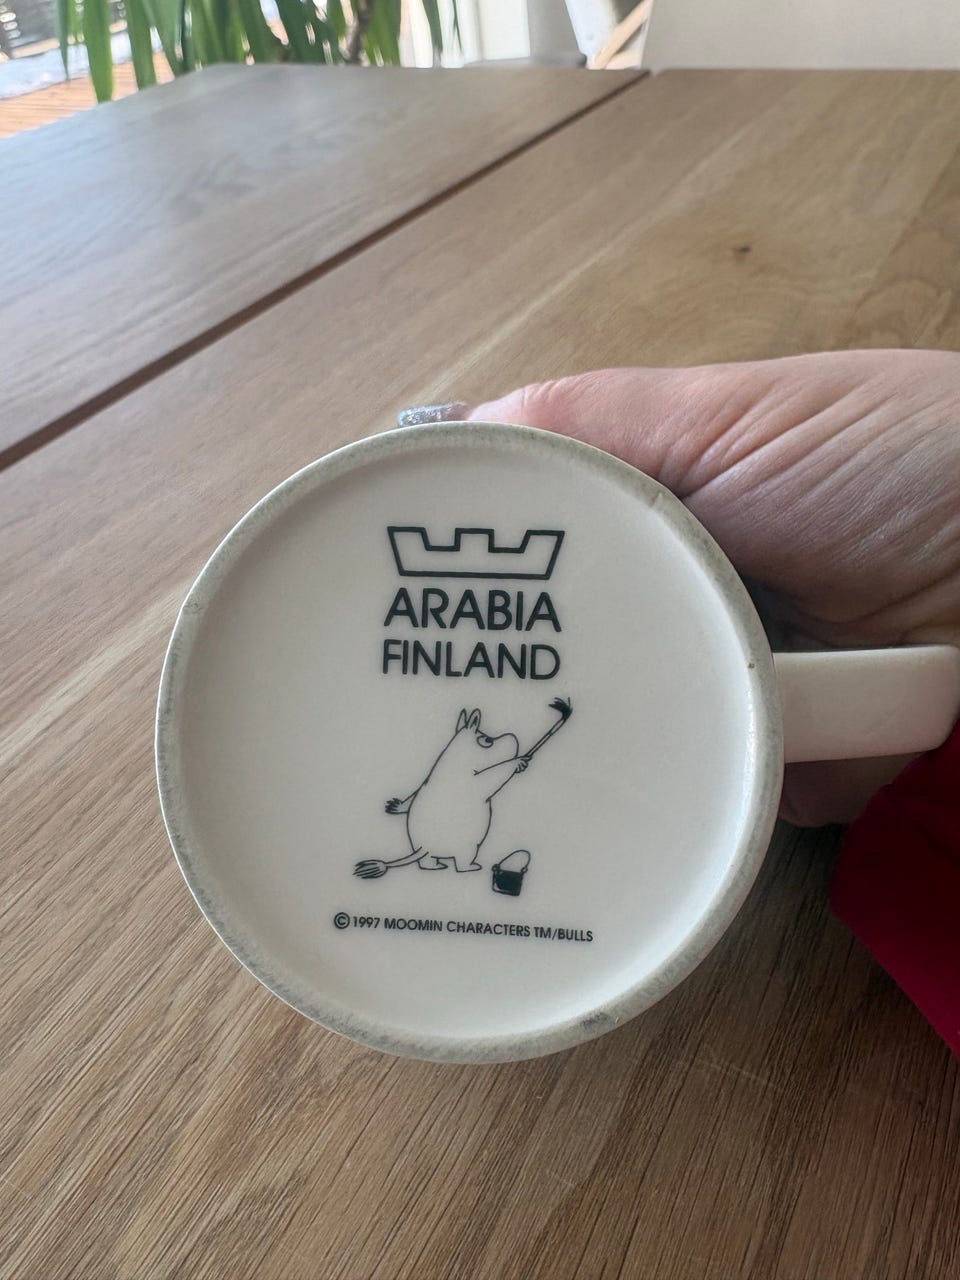 ARABIA
FINLAND
© 1997 MOOMIN CHARACTERS TM/BULLS